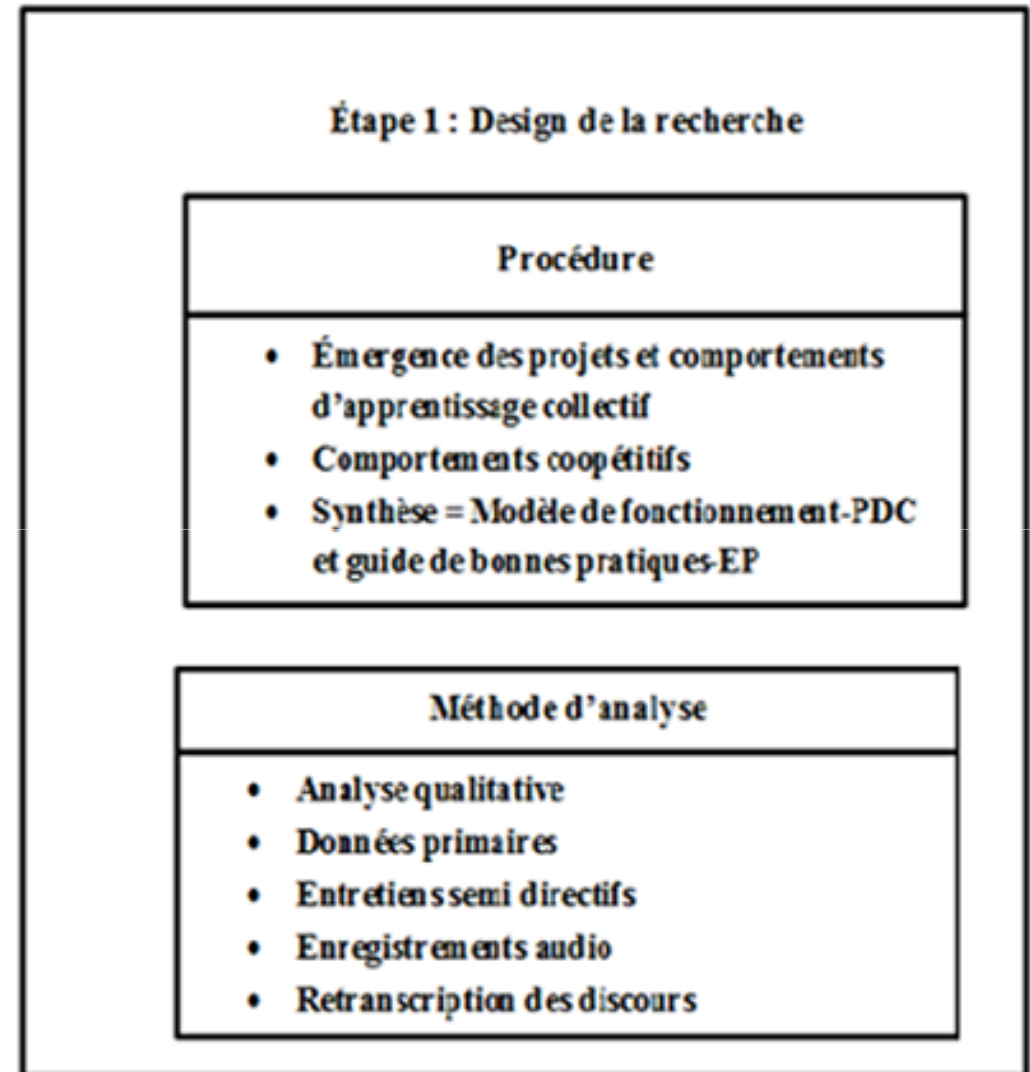 Étape 1 : Design de la recherche
Procédure
• Émergence des projets et comportements
d’apprentissage collectif
• Comportements coopétitifs
• Synthèse = Modèle de fonctionnement-PDC
et guide de bonnes pratiques-EP
Méthode d’analyse
• Analyse qualitative
• Données primaires
• Entretiens semi directifs
• Enregistrements audio
• Retranscription des discours